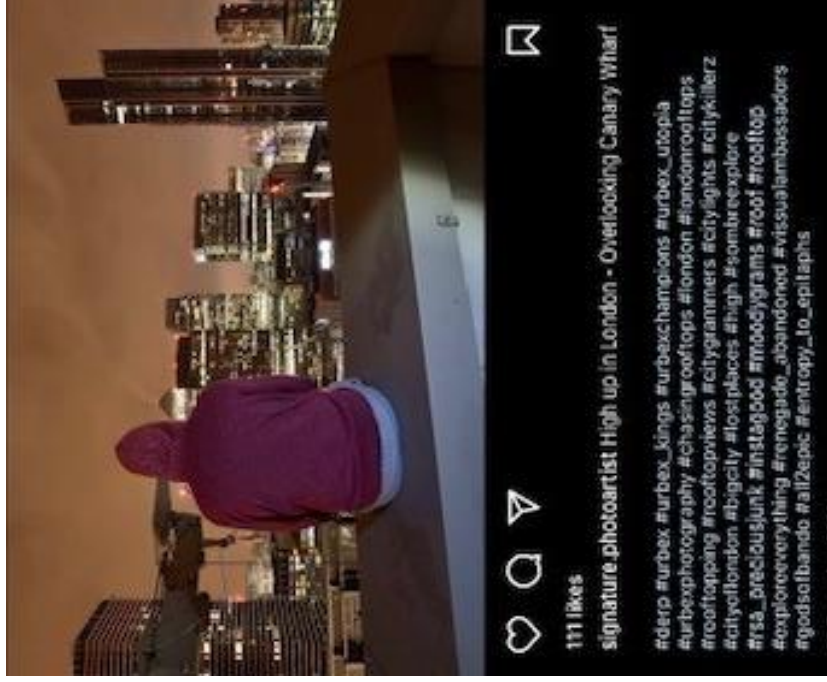 111 likes
signature.photoartist High up in London - Overlooking Canary Wharf
#derp #urbex #urbex_kings #urbexchampions #urbex_utopia
#urbexphotography #chasingrooftops #london #londonrooftops
#rooftopping #rooftopviews #citygrammers #citylights #citykillerz
#cityoflondon #bigcity #lostplaces #high #sombreexplore
#rsa_preciousjunk #instagood #moodygrams #roof #rooftop
#exploreeverything #renegade_abandoned #visualambassadors
#godsofbando #all2epic #entropy_to_epitaphs